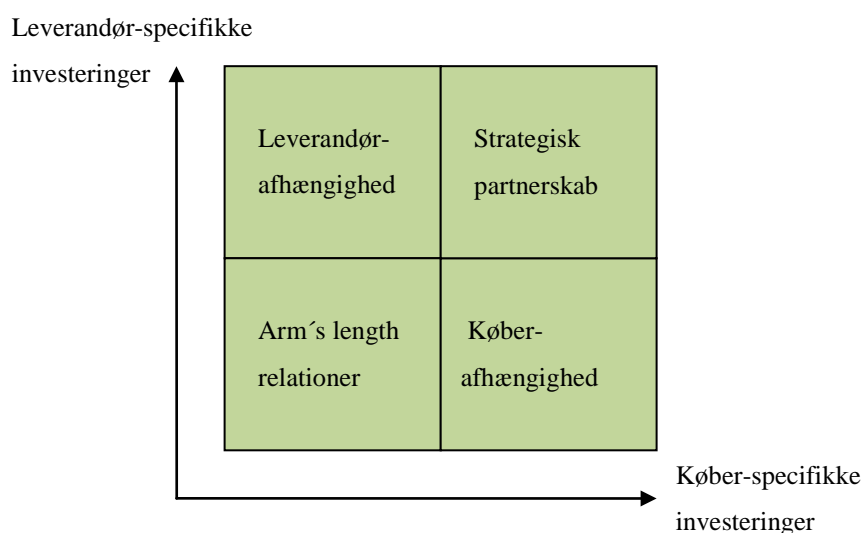 Leverandør-specifikke
investeringer
Leverandør-
afhængighed
Strategisk
partnerskab
Arm´s length
relationer
Køber-
afhængighed
Køber-specifikke
investeringer